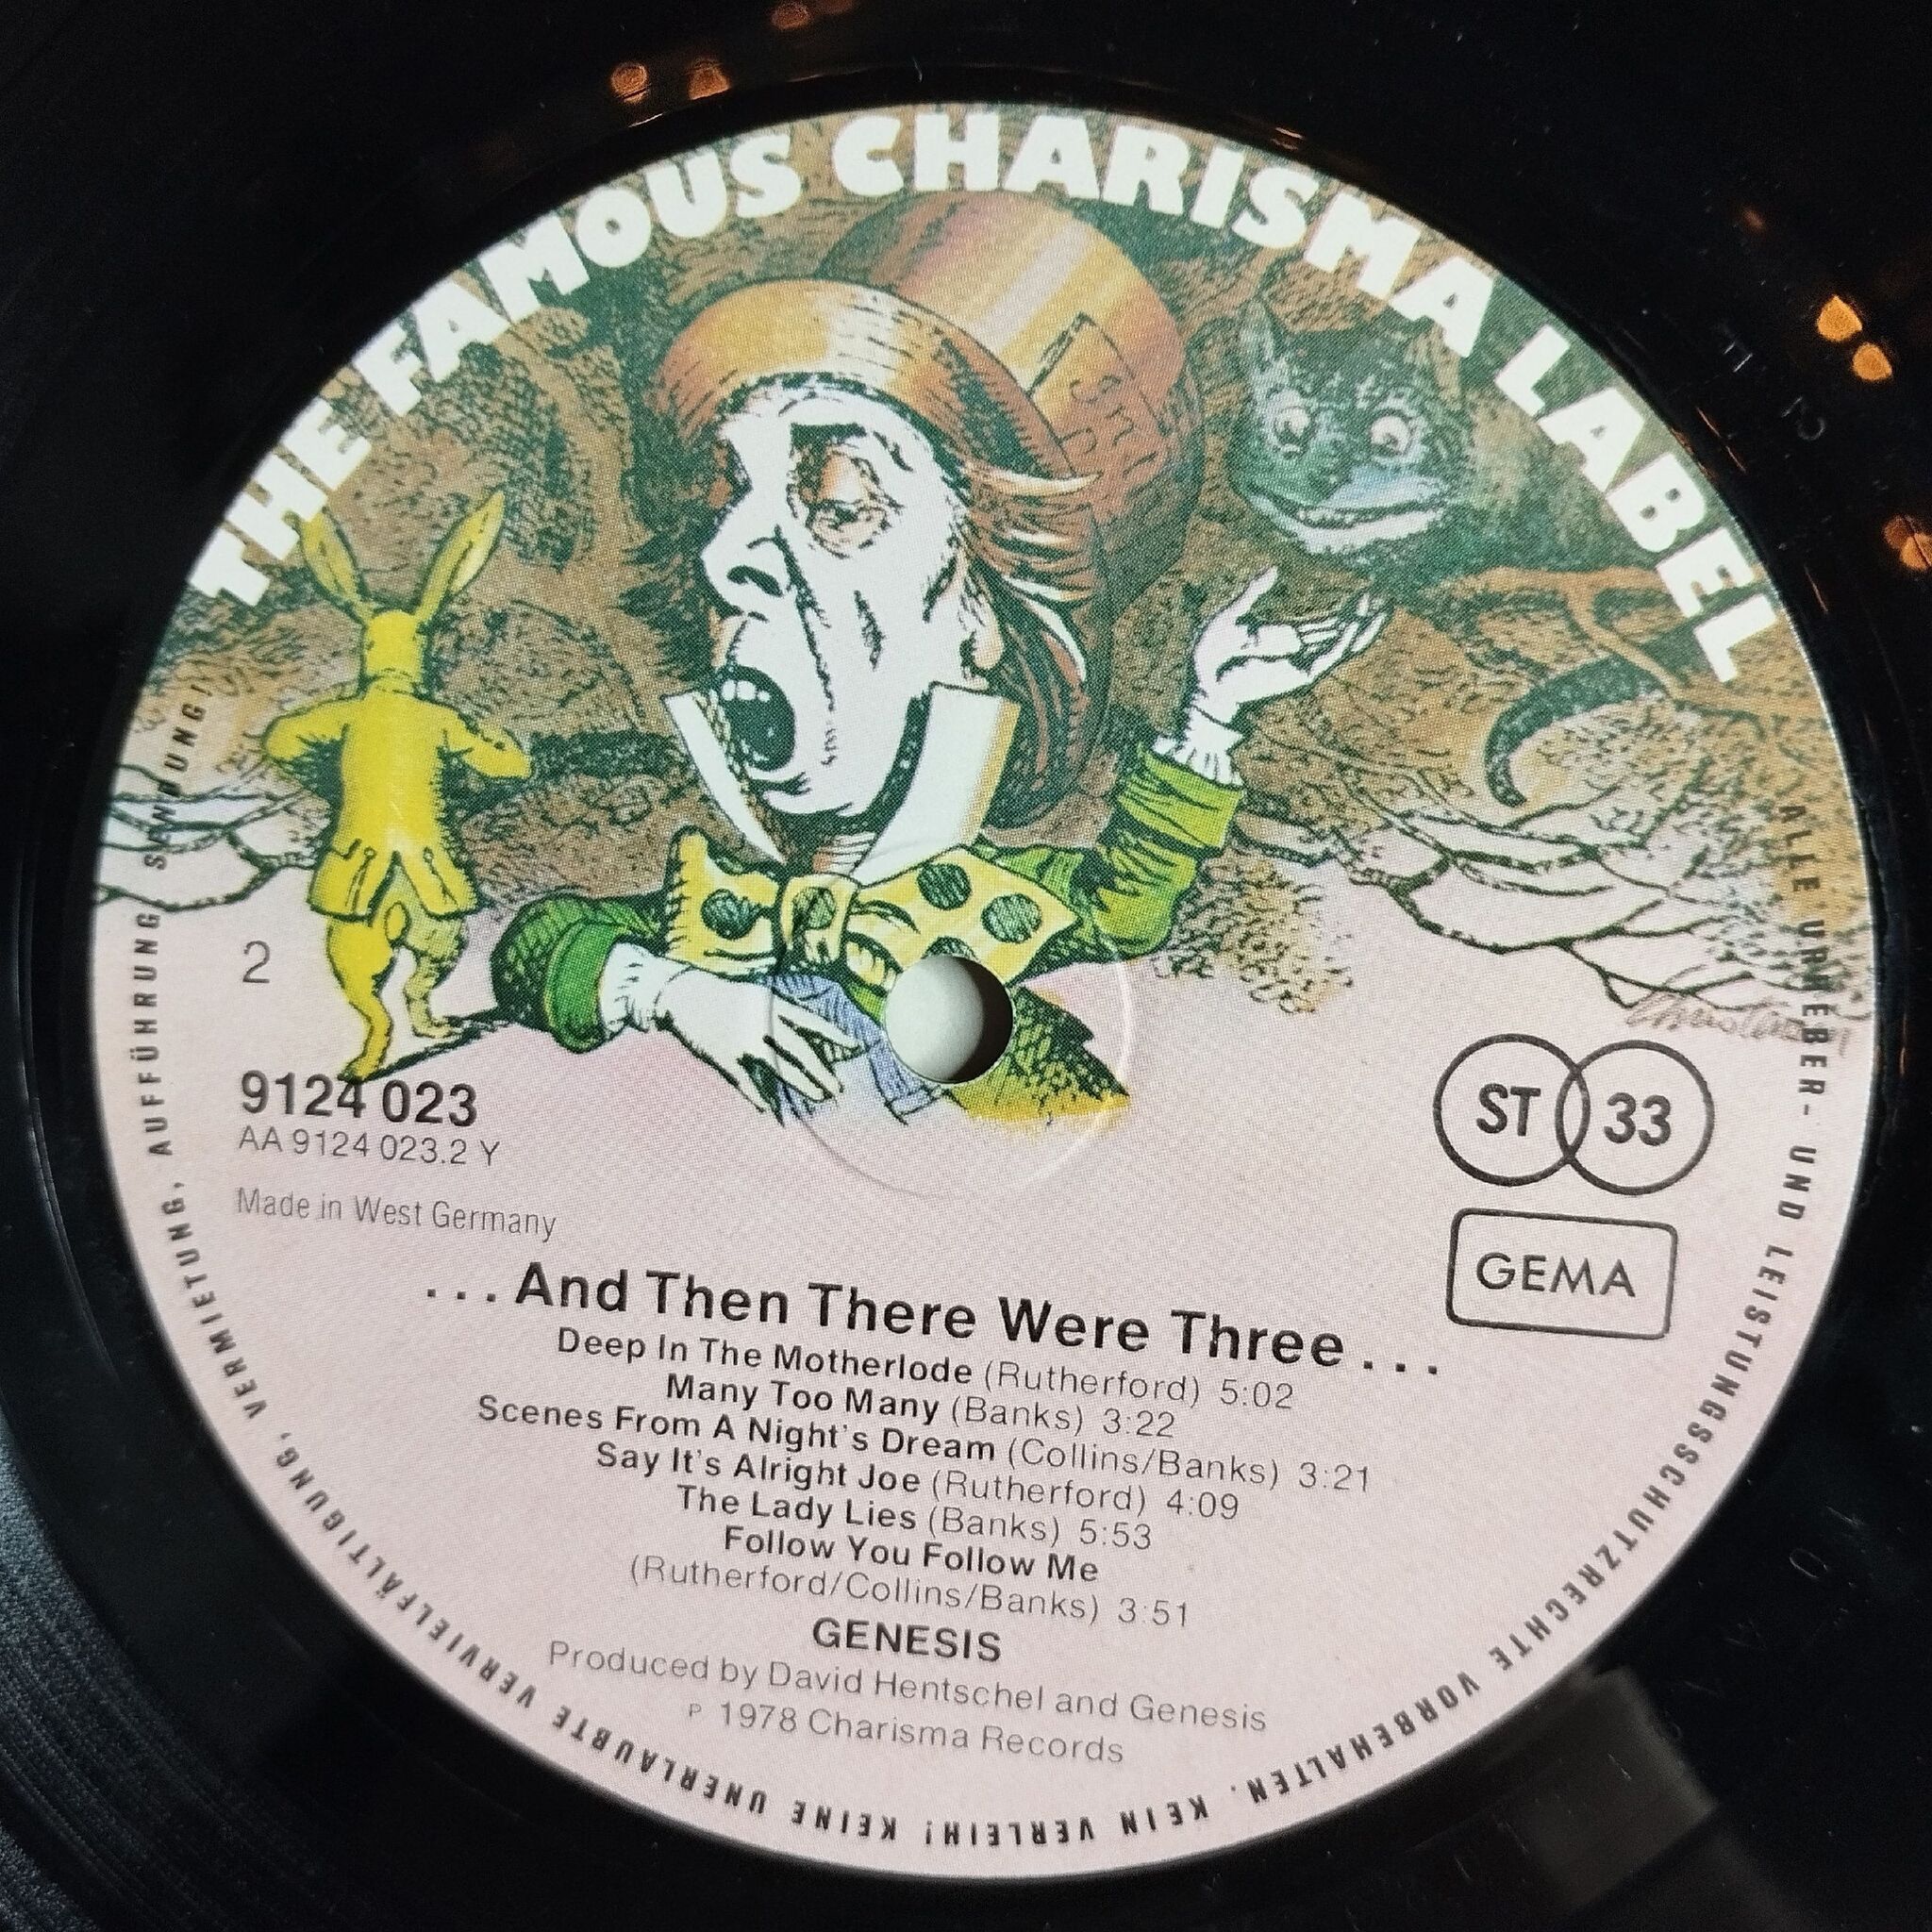 THE FAMOUS CHARISMA LABEL
2
9124 023
AA 9124 023.2 Y
Made in West Germany
ST 33
GEMA
...And Then There Were Three...
Deep In The Motherlode (Rutherford) 5:02
Many Too Many (Banks) 3:22
Scenes From A Night's Dream (Collins/Banks) 3:21
Say It's Alright Joe (Rutherford) 4:09
The Lady Lies (Banks) 5:53
Follow You Follow Me
(Rutherford/Collins/Banks) 3:51
GENESIS
Produced by David Hentschel and Genesis
P 1978 Charisma Records
ALLE URHEBER- UND LEISTUNGSSCHUTZRECHTE VORBEHALTEN. KEIN VERLEIH! KEINE UNERLAUBTE VERVIELFÄLTIGUNG, VERMIETUNG, AUFFÜHRUNG, SENDUNG!